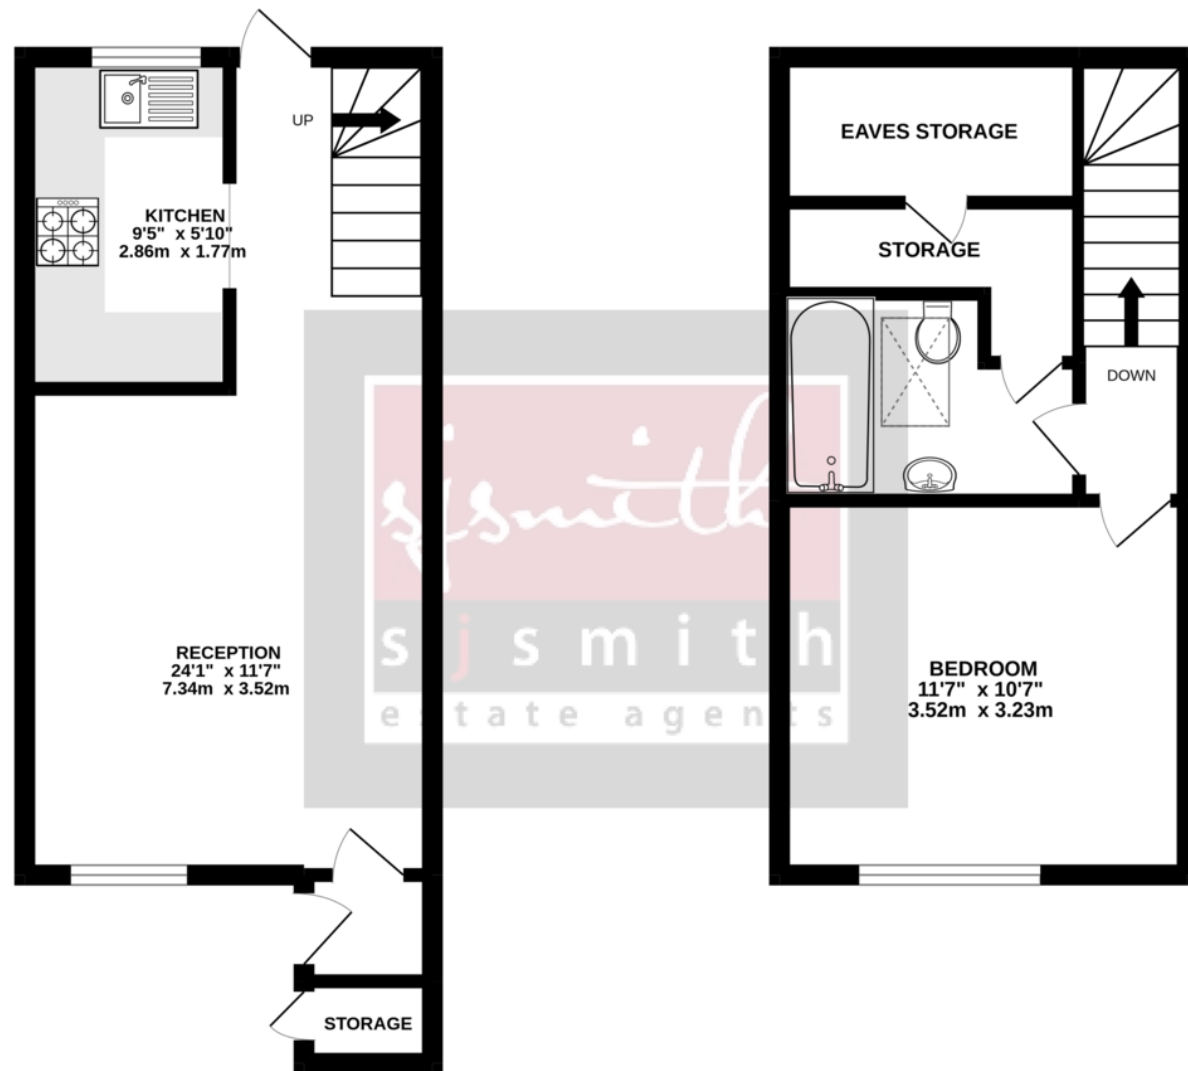 UP
KITCHEN
9'5" x 5'10"
2.86m x 1.77m
RECEPTION
24'1" x 11'7"
7.34m x 3.52m
STORAGE
EAVES STORAGE
STORAGE
DOWN
BEDROOM
11'7" x 10'7"
3.52m x 3.23m
sjsmith
sjsmith
estate agents